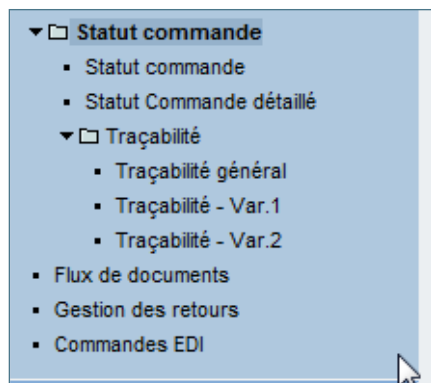 Statut commande
Statut commande
Statut Commande détaillé
Traçabilité
Traçabilité général
Traçabilité - Var.1
Traçabilité - Var.2
Flux de documents
Gestion des retours
Commandes EDI